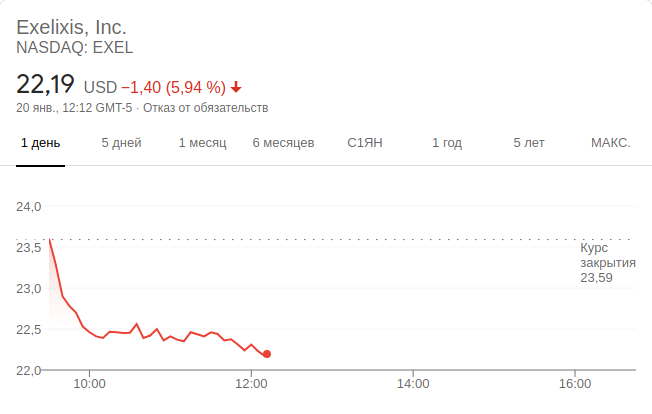 Exelixis, Inc.
NASDAQ: EXEL
22,19 USD −1,40 (5,94 %)
20 янв., 12:12 GMT-5 · Отказ от обязательств
1 день 5 дней 1 месяц 6 месяцев С1ЯН 1 год 5 лет МАКС.
24,0
23,5
Курс
закрытия
23,59
23,0
22,5
22,0
10:00 12:00 14:00 16:00